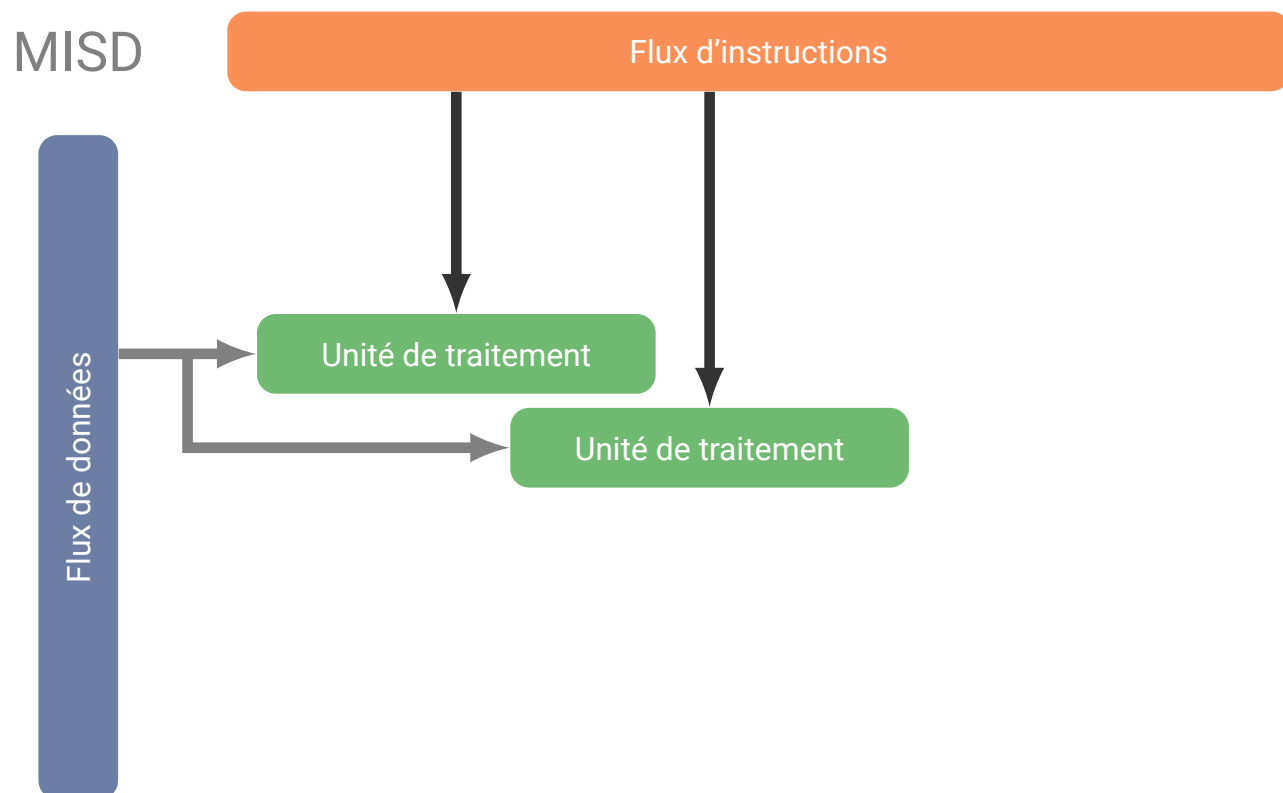 MISD
Flux d’instructions
Flux de données
Unité de traitement
Unité de traitement